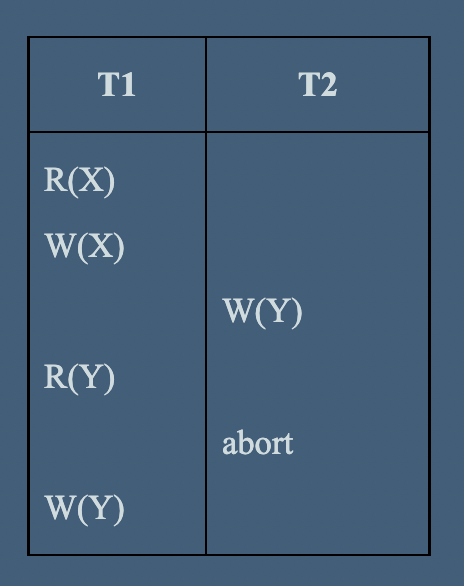 T1 T2
R(X)
W(X)
W(Y)
R(Y)
abort
W(Y)